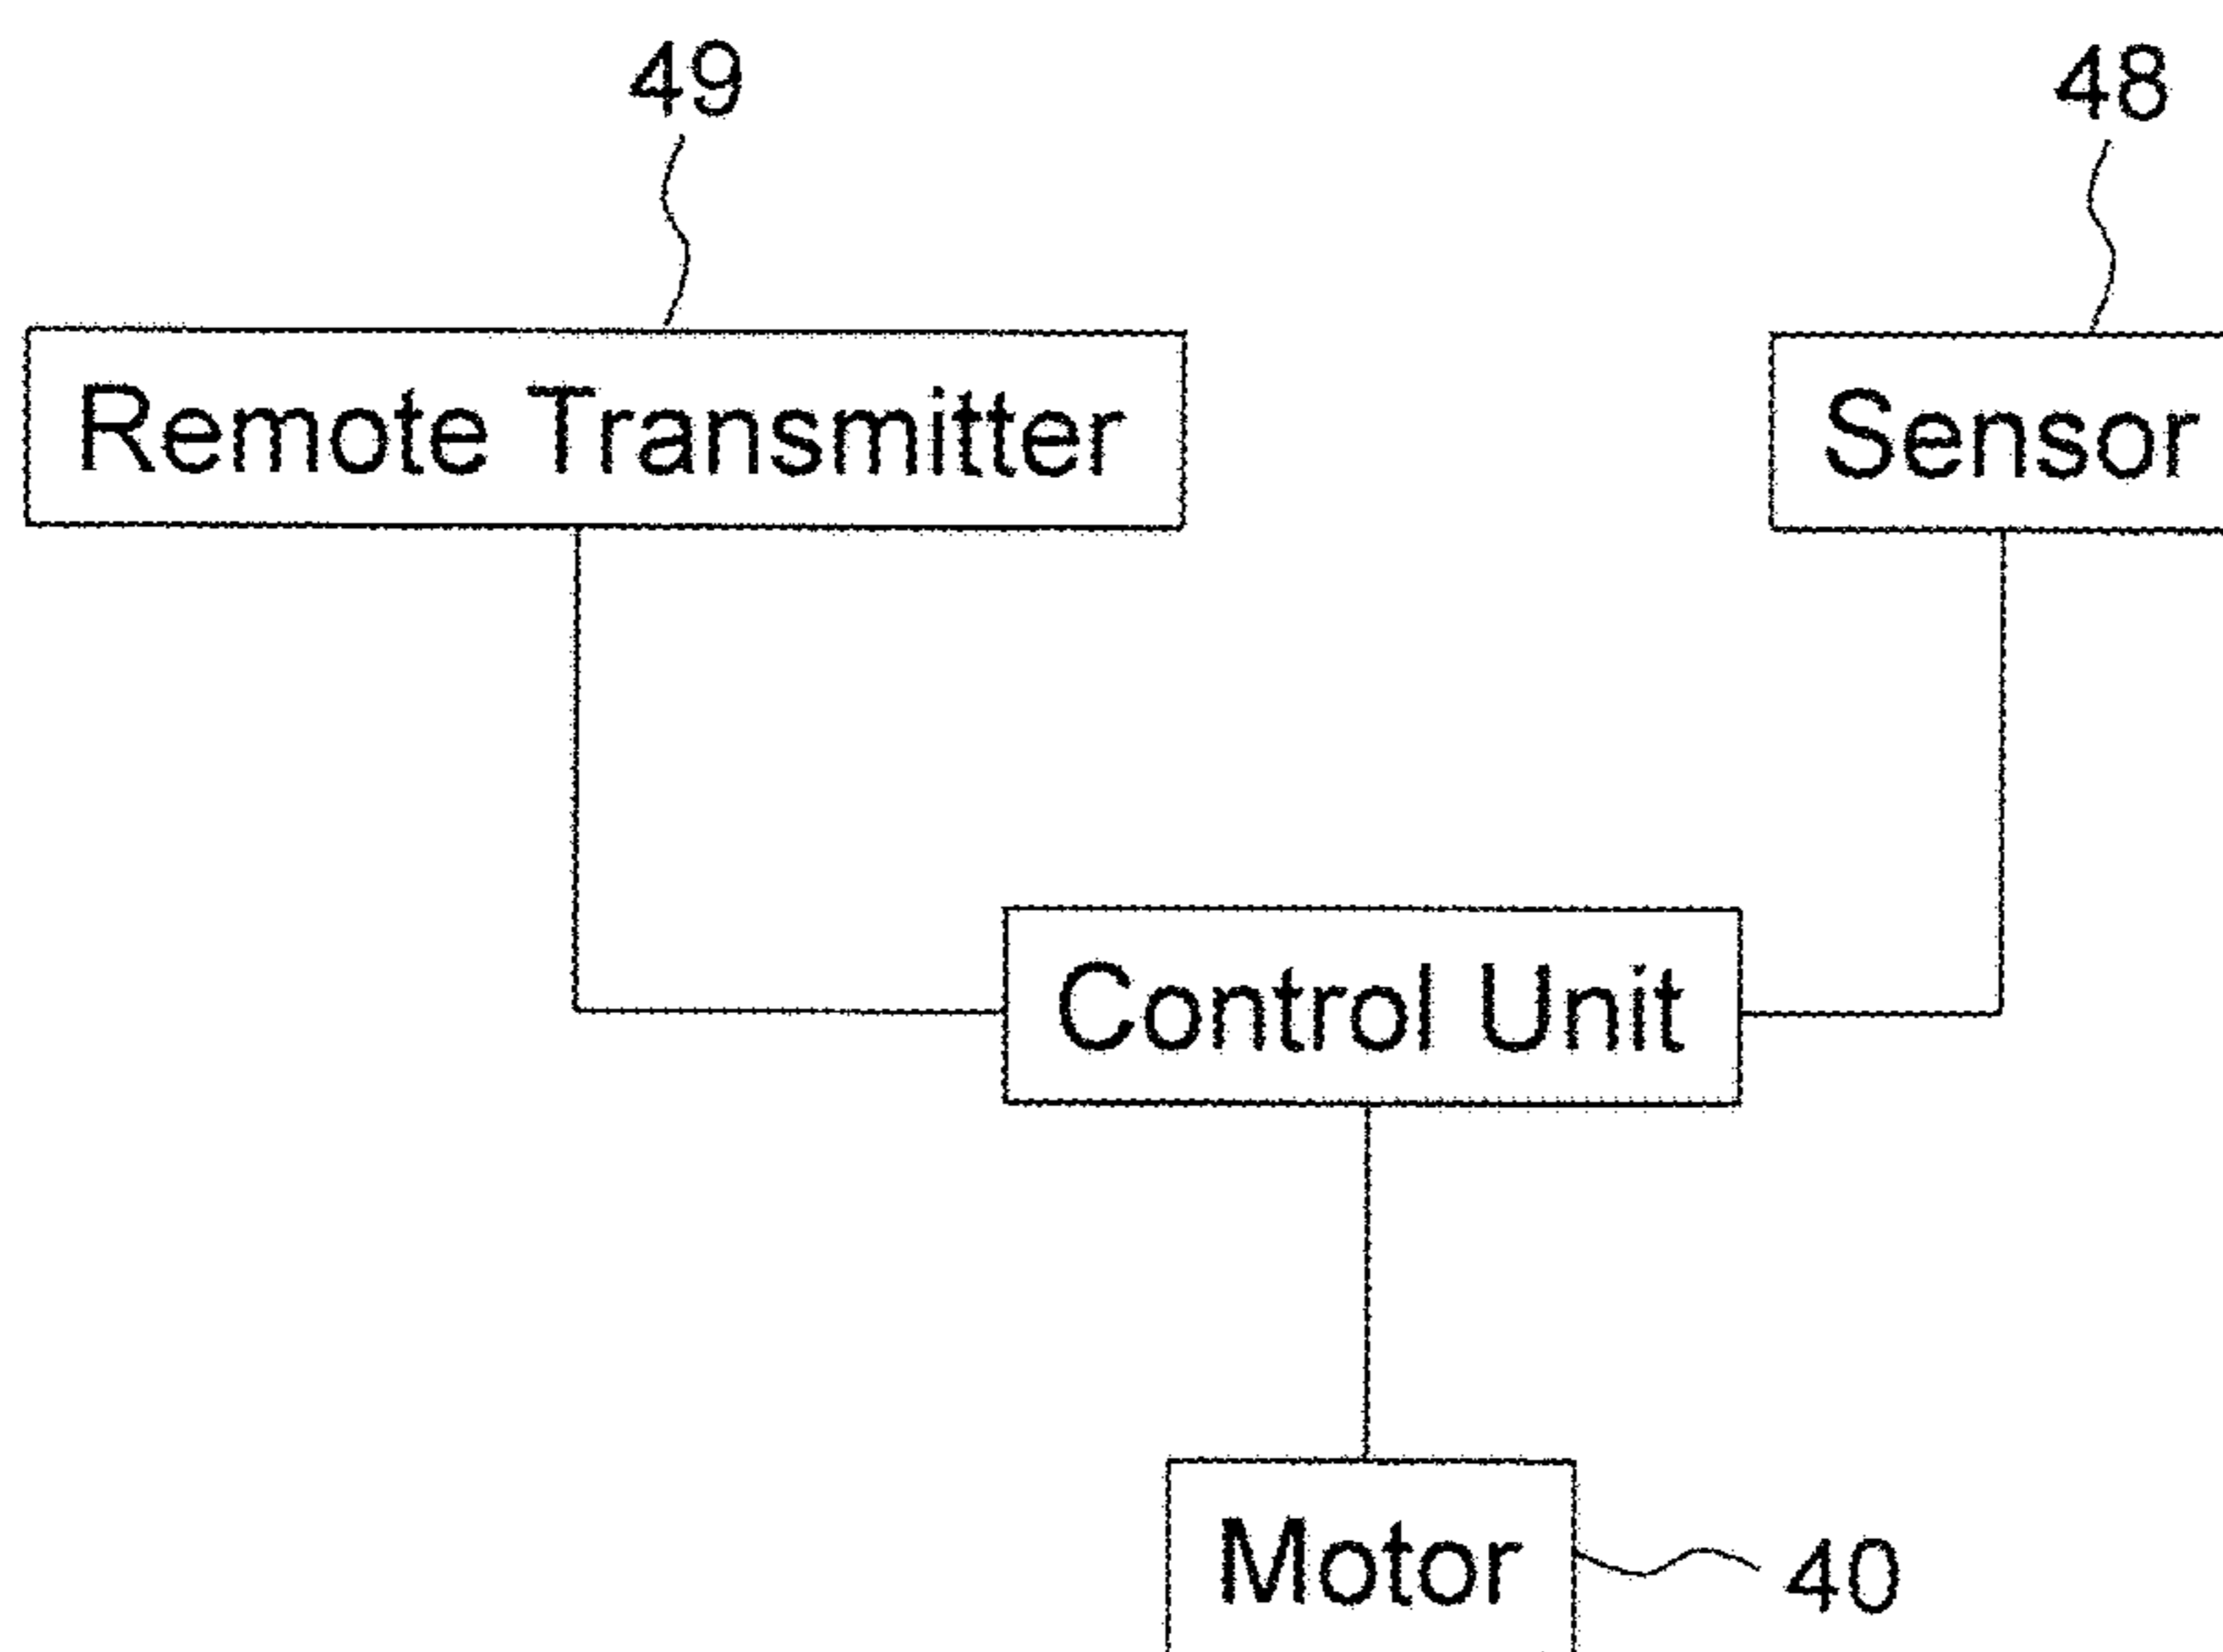 49
48
Remote Transmitter
Sensor
Control Unit
Motor
40